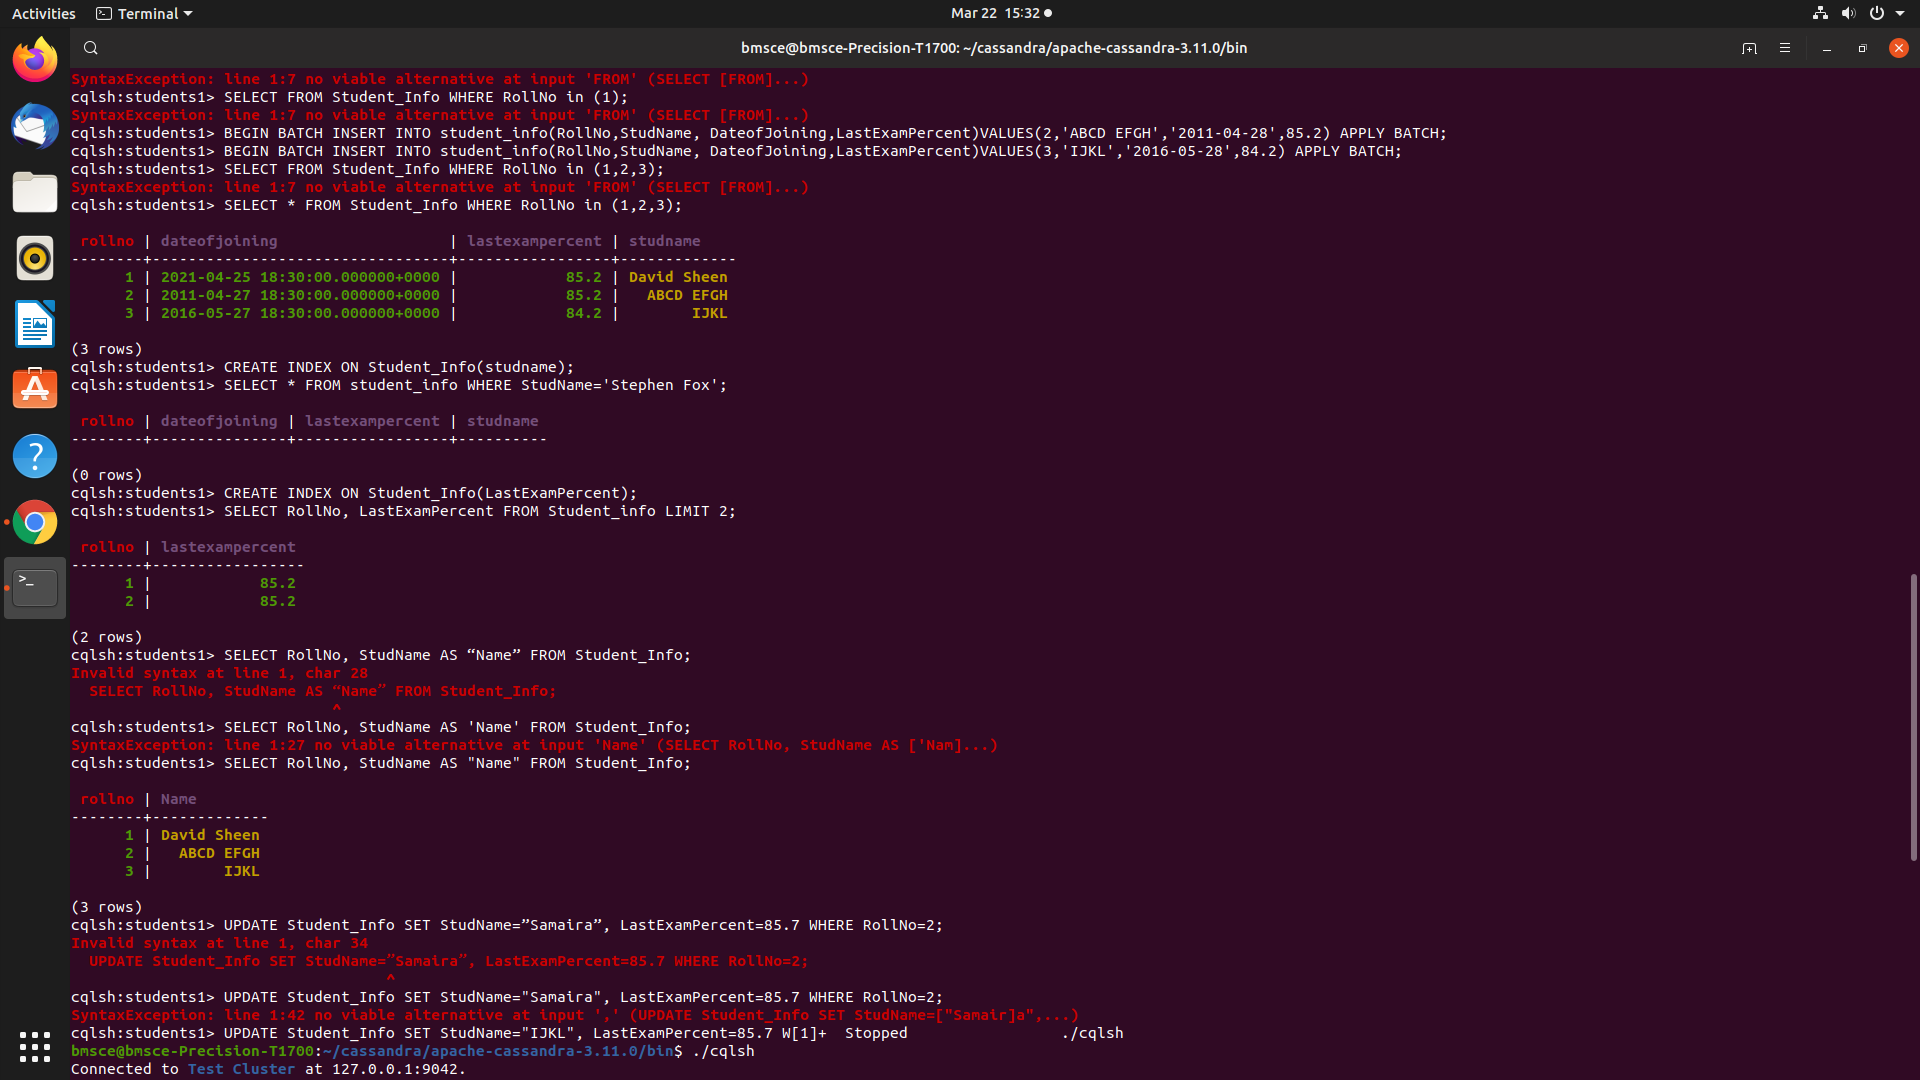 Activities Terminal Mar 22 15:32
bmsce@bmsce-Precision-T1700: ~/cassandra/apache-cassandra-3.11.0/bin
SyntaxException: line 1:7 no viable alternative at input 'FROM' (SELECT [FROM]...)
cqlsh:students1> SELECT FROM Student_Info WHERE RollNo in (1);
SyntaxException: line 1:7 no viable alternative at input 'FROM' (SELECT [FROM]...)
cqlsh:students1> BEGIN BATCH INSERT INTO student_info(RollNo,StudName, DateofJoining,LastExamPercent)VALUES(2,'ABCD EFGH','2011-04-28',85.2) APPLY BATCH;
cqlsh:students1> BEGIN BATCH INSERT INTO student_info(RollNo,StudName, DateofJoining,LastExamPercent)VALUES(3,'IJKL','2016-05-28',84.2) APPLY BATCH;
cqlsh:students1> SELECT FROM Student_Info WHERE RollNo in (1,2,3);
SyntaxException: line 1:7 no viable alternative at input 'FROM' (SELECT [FROM]...)
cqlsh:students1> SELECT * FROM Student_Info WHERE RollNo in (1,2,3);
rollno | dateofjoining | lastexampercent | studname
--------+---------------------------------+-----------------+-------------
1 | 2021-04-25 18:30:00.000000+0000 | 85.2 | David Sheen
2 | 2011-04-27 18:30:00.000000+0000 | 85.2 | ABCD EFGH
3 | 2016-05-27 18:30:00.000000+0000 | 84.2 | IJKL
(3 rows)
cqlsh:students1> CREATE INDEX ON Student_Info(studname);
cqlsh:students1> SELECT * FROM student_info WHERE StudName='Stephen Fox';
rollno | dateofjoining | lastexampercent | studname
--------+---------------+-----------------+----------
(0 rows)
cqlsh:students1> CREATE INDEX ON Student_Info(LastExamPercent);
cqlsh:students1> SELECT RollNo, LastExamPercent FROM Student_info LIMIT 2;
rollno | lastexampercent
--------+-----------------
1 | 85.2
2 | 85.2
(2 rows)
cqlsh:students1> SELECT RollNo, StudName AS “Name” FROM Student_Info;
Invalid syntax at line 1, char 28
SELECT RollNo, StudName AS “Name” FROM Student_Info;
^
cqlsh:students1> SELECT RollNo, StudName AS 'Name' FROM Student_Info;
SyntaxException: line 1:27 no viable alternative at input 'Name' (SELECT RollNo, StudName AS ['Nam]...)
cqlsh:students1> SELECT RollNo, StudName AS "Name" FROM Student_Info;
rollno | Name
--------+-------------
1 | David Sheen
2 | ABCD EFGH
3 | IJKL
(3 rows)
cqlsh:students1> UPDATE Student_Info SET StudName=”Samaira”, LastExamPercent=85.7 WHERE RollNo=2;
Invalid syntax at line 1, char 34
UPDATE Student_Info SET StudName=”Samaira”, LastExamPercent=85.7 WHERE RollNo=2;
^
cqlsh:students1> UPDATE Student_Info SET StudName="Samaira", LastExamPercent=85.7 WHERE RollNo=2;
SyntaxException: line 1:42 no viable alternative at input ',' (UPDATE Student_Info SET StudName=["Samair]a",...)
cqlsh:students1> UPDATE Student_Info SET StudName="IJKL", LastExamPercent=85.7 W[1]+ Stopped ./cqlsh
bmsce@bmsce-Precision-T1700:~/cassandra/apache-cassandra-3.11.0/bin$ ./cqlsh
Connected to Test Cluster at 127.0.0.1:9042.